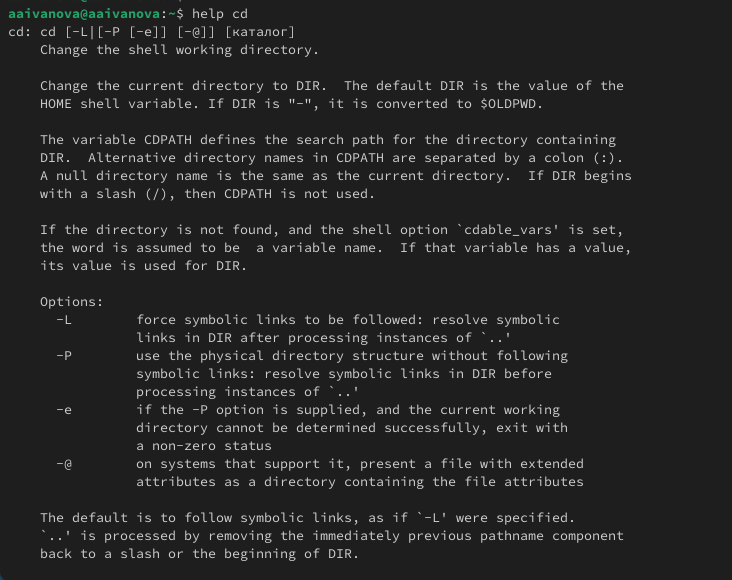 aaivanova@aaivanova:~$ help cd
cd: cd [-L|[-P [-e]] [-@]] [каталог]
    Change the shell working directory.

    Change the current directory to DIR.  The default DIR is the value of the
    HOME shell variable. If DIR is "-", it is converted to $OLDPWD.

    The variable CDPATH defines the search path for the directory containing
    DIR.  Alternative directory names in CDPATH are separated by a colon (:).
    A null directory name is the same as the current directory.  If DIR begins
    with a slash (/), then CDPATH is not used.

    If the directory is not found, and the shell option `cdable_vars' is set,
    the word is assumed to be  a variable name.  If that variable has a value,
    its value is used for DIR.

    Options:
      -L        force symbolic links to be followed: resolve symbolic
                links in DIR after processing instances of `..'
      -P        use the physical directory structure without following
                symbolic links: resolve symbolic links in DIR before
                processing instances of `..'
      -e        if the -P option is supplied, and the current working
                directory cannot be determined successfully, exit with
                a non-zero status
      -@        on systems that support it, present a file with extended
                attributes as a directory containing the file attributes

    The default is to follow symbolic links, as if `-L' were specified.
    `..' is processed by removing the immediately previous pathname component
    back to a slash or the beginning of DIR.